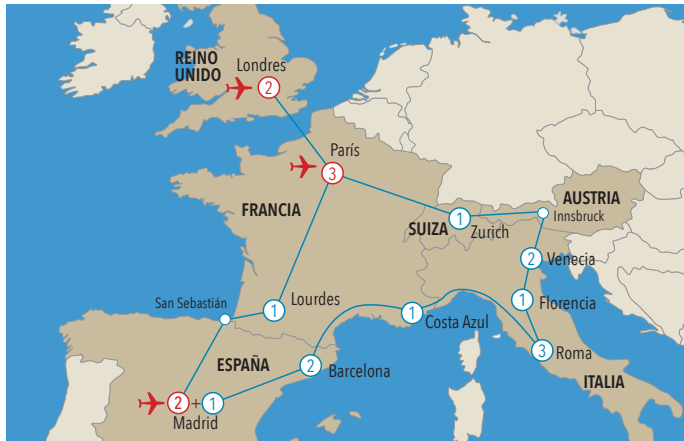 REINO
UNIDO
Londres
2
París
3
FRANCIA
SUIZA
1
Zurich
AUSTRIA
Innsbruck
2
Venecia
1
Florencia
San Sebastián
1
Lourdes
1
Costa Azul
3
Roma
ESPAÑA
2
Barcelona
ITALIA
2+1
Madrid